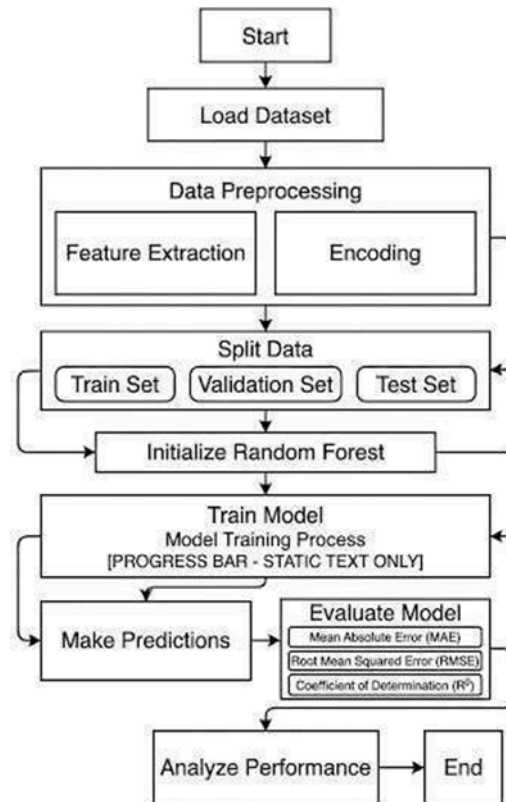 Start
Load Dataset
Data Preprocessing
Feature Extraction
Encoding
Split Data
Train Set
Validation Set
Test Set
Initialize Random Forest
Train Model
Model Training Process
[PROGRESS BAR - STATIC TEXT ONLY]
Make Predictions
Evaluate Model
Mean Absolute Error (MAE)
Root Mean Squared Error (RMSE)
Coefficient of Determination (R²)
Analyze Performance
End